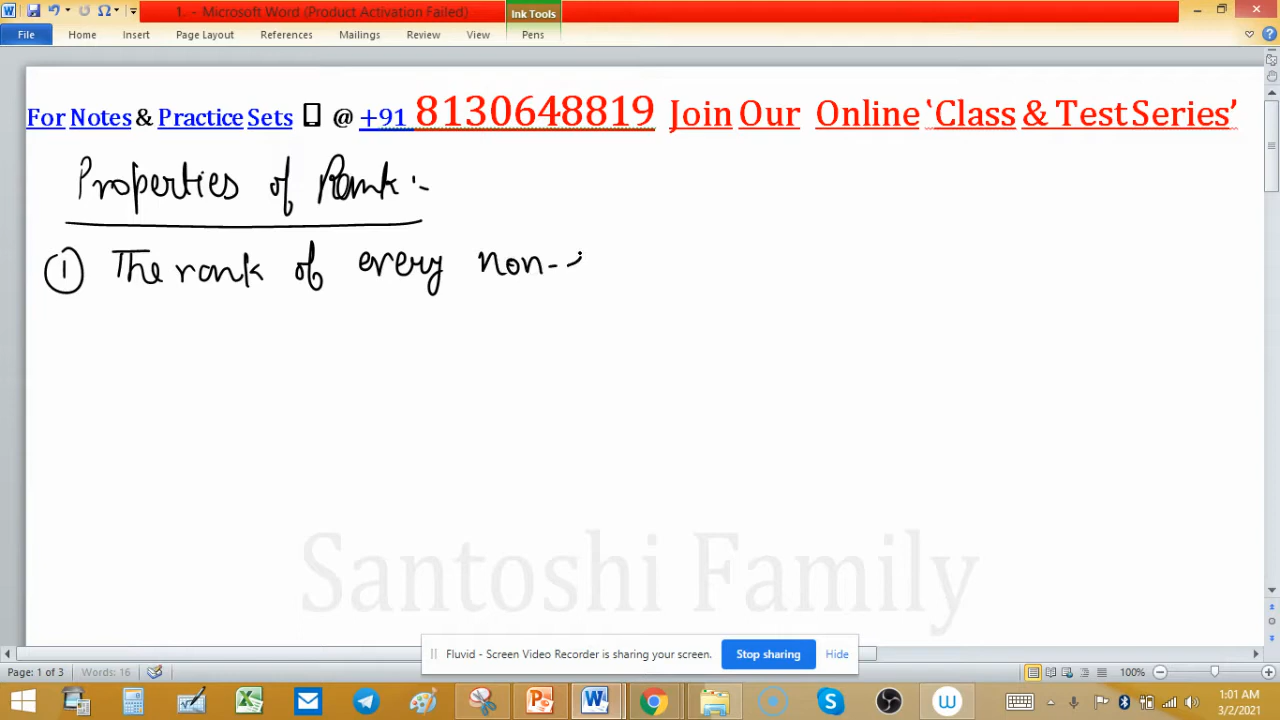 1. - Microsoft Word (Product Activation Failed)
Ink Tools
File Home Insert Page Layout References Mailings Review View Pens
For Notes & Practice Sets @ +91 8130648819 Join Our Online ‘Class & Test Series’
Properties of Rank :-
① The rank of every non-
Santoshi Family
Fluvid - Screen Video Recorder is sharing your screen. Stop sharing Hide
Page: 1 of 3 Words: 16 100%
1:01 AM
3/2/2021